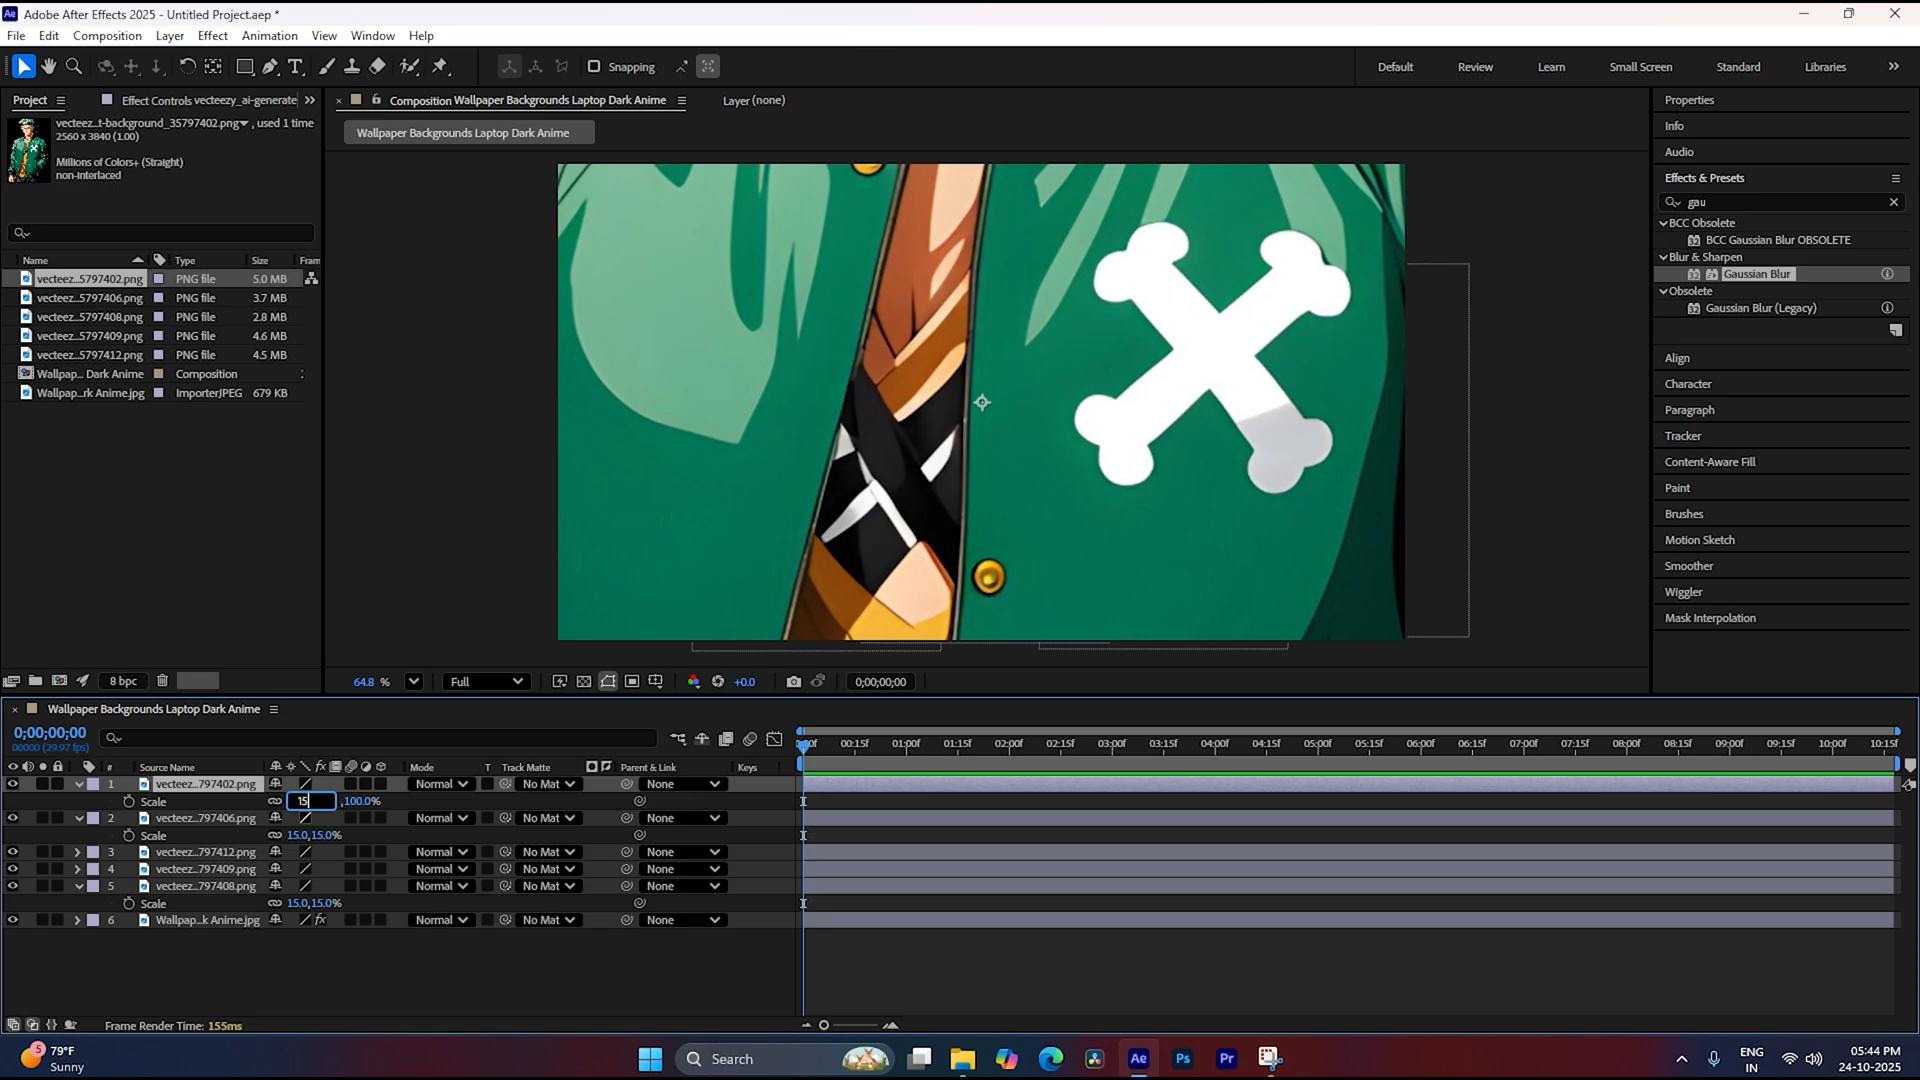 Adobe After Effects 2025 - Untitled Project.aep *
File Edit Composition Layer Effect Animation View Window Help
Snapping
Default Review Learn Small Screen Standard Libraries
Project
Effect Controls vecteezy_ai-generate
Composition Wallpaper Backgrounds Laptop Dark Anime
Layer (none)
Wallpaper Backgrounds Laptop Dark Anime
vecteez...t-background_35797402.png , used 1 time
2560 x 3840 (1.00)
Millions of Colors+ (Straight)
non-interlaced
Name Type Size Fram
vecteez...5797402.png PNG file 5.0 MB
vecteez...5797406.png PNG file 3.7 MB
vecteez...5797408.png PNG file 2.8 MB
vecteez...5797409.png PNG file 4.6 MB
vecteez...5797412.png PNG file 4.5 MB
Wallpap... Dark Anime Composition
Wallpap...rk Anime.jpg ImporterJPEG 679 KB
8 bpc
64.8 %
Full
+0.0
0;00;00;00
Properties
Info
Audio
Effects & Presets
gau
BCC Obsolete
BCC Gaussian Blur OBSOLETE
Blur & Sharpen
Gaussian Blur
Obsolete
Gaussian Blur (Legacy)
Align
Character
Paragraph
Tracker
Content-Aware Fill
Paint
Brushes
Motion Sketch
Smoother
Wiggler
Mask Interpolation
Wallpaper Backgrounds Laptop Dark Anime
0;00;00;00
00000 (29.97 fps)
00:15f 01:00f 01:15f 02:00f 02:15f 03:00f 03:15f 04:00f 04:15f 05:00f 05:15f 06:00f 06:15f 07:00f 07:15f 08:00f 08:15f 09:00f 09:15f 10:00f 10:15f
# Source Name Mode T Track Matte Parent & Link Keys
1 vecteez...797402.png Normal No Mat None
Scale 15 ,100.0%
2 vecteez...797406.png Normal No Mat None
Scale 15.0,15.0%
3 vecteez...797412.png Normal No Mat None
4 vecteez...797409.png Normal No Mat None
5 vecteez...797408.png Normal No Mat None
Scale 15.0,15.0%
6 Wallpap...k Anime.jpg Normal No Mat None
Frame Render Time: 155ms
5
79°F
Sunny
Search
Ae Ps Pr
ENG
IN
05:44 PM
24-10-2025